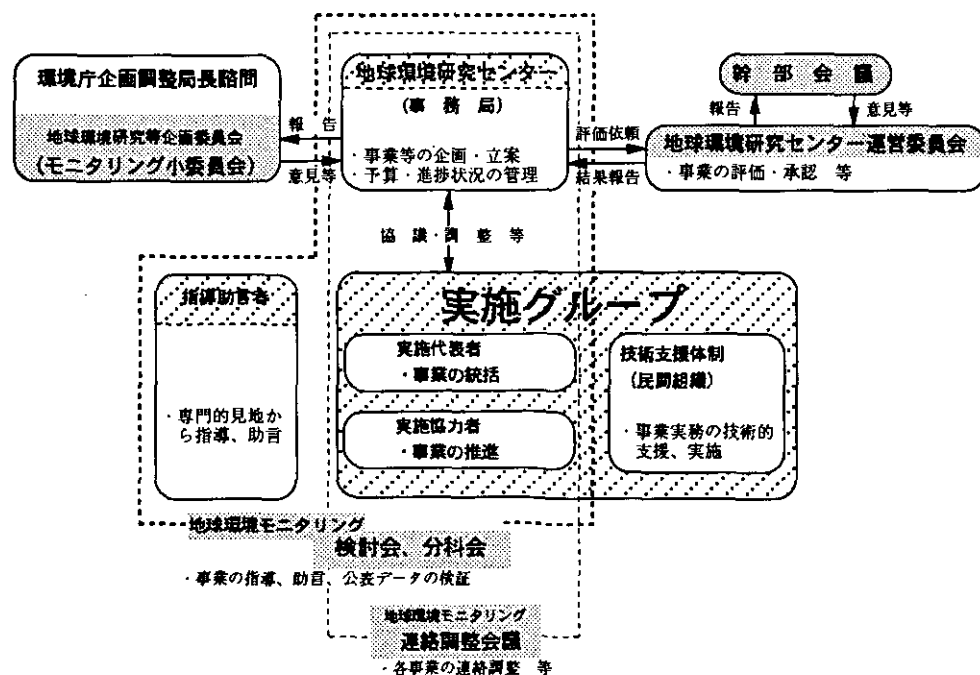 環境庁企画調整局長諮問
地球環境研究等企画委員会
(モニタリング小委員会)
報 告
意見等
地球環境研究センター
(事 務 局)
・事業等の企画・立案
・予算・進捗状況の管理
評価依頼
結果報告
幹 部 会 議
報告
意見等
地球環境研究センター運営委員会
・事業の評価・承認 等
協 議・調 整 等
指導助言者
・専門的見地か
ら指導、助言
実施グループ
実施代表者
・事業の統括
実施協力者
・事業の推進
技術支援体制
(民間組織)
・事業実務の技術的
支援、実施
地球環境モニタリング
検討会、分科会
・事業の指導、助言、公表データの検証
地球環境モニタリング
連絡調整会議
・各事業の連絡調整 等